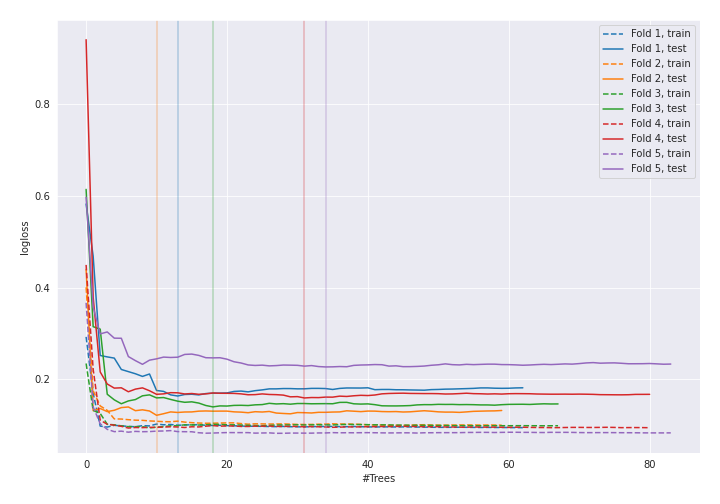 Fold 1, train
Fold 1, test
Fold 2, train
Fold 2, test
Fold 3, train
Fold 3, test
Fold 4, train
Fold 4, test
Fold 5, train
Fold 5, test
0.8
0.6
0.4
0.2
logloss
0 20 40 60 80
#Trees